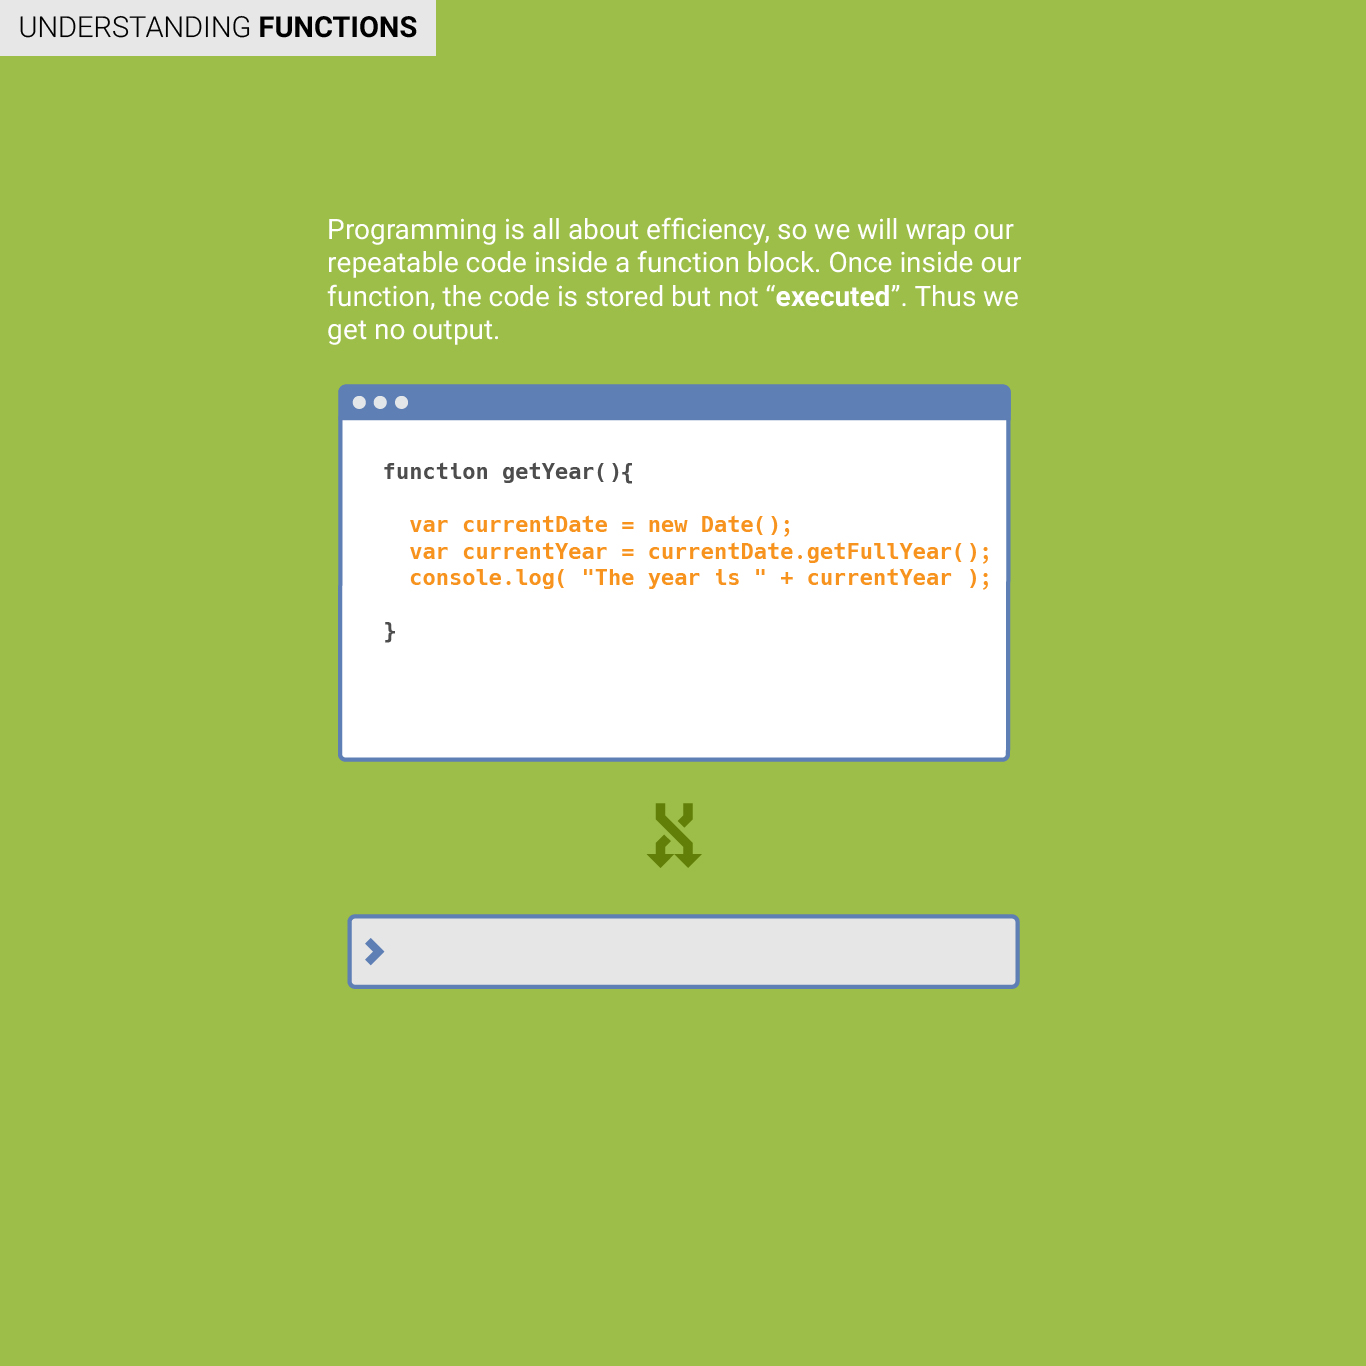 UNDERSTANDING FUNCTIONS
Programming is all about efficiency, so we will wrap our
repeatable code inside a function block. Once inside our
function, the code is stored but not “executed”. Thus we
get no output.
function getYear(){
var currentDate = new Date();
var currentYear = currentDate.getFullYear();
console.log( "The year is " + currentYear );
}